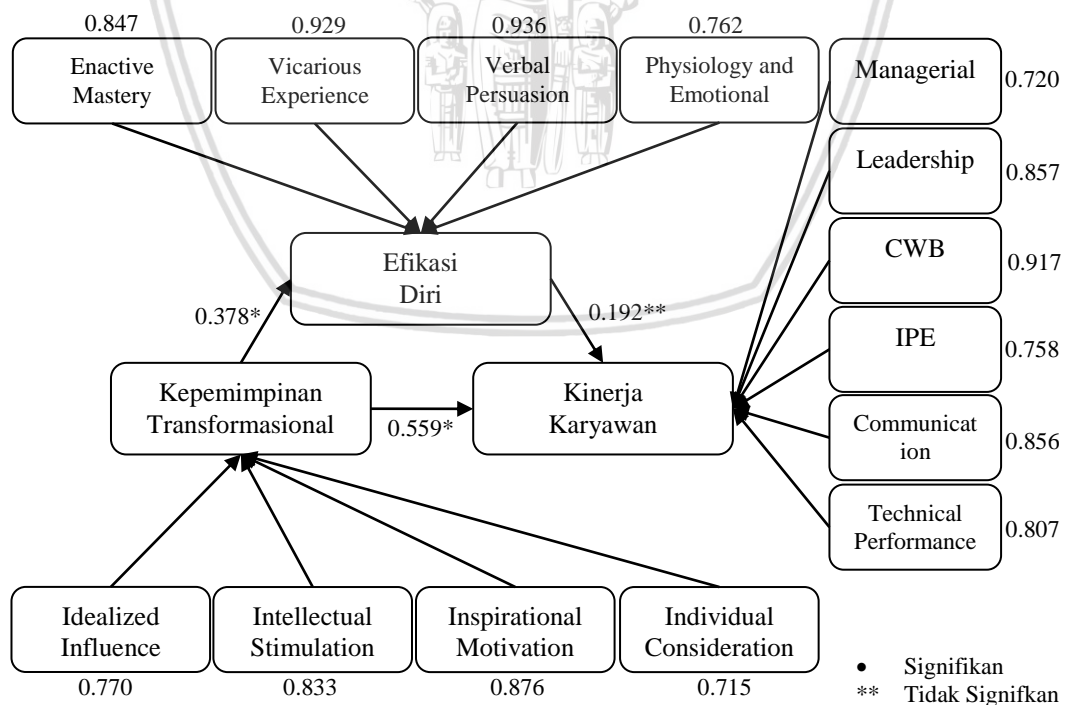 0.847
0.929
0.936
0.762
Enactive
Mastery
Vicarious
Experience
Verbal
Persuasion
Physiology and
Emotional
Managerial
0.720
Leadership
0.857
CWB
0.917
IPE
0.758
Communicat
ion
0.856
Technical
Performance
0.807
Efikasi
Diri
0.378*
0.192**
Kepemimpinan
Transformasional
0.559*
Kinerja
Karyawan
Idealized
Influence
Intellectual
Stimulation
Inspirational
Motivation
Individual
Consideration
0.770
0.833
0.876
0.715
• Signifikan
** Tidak Signifkan